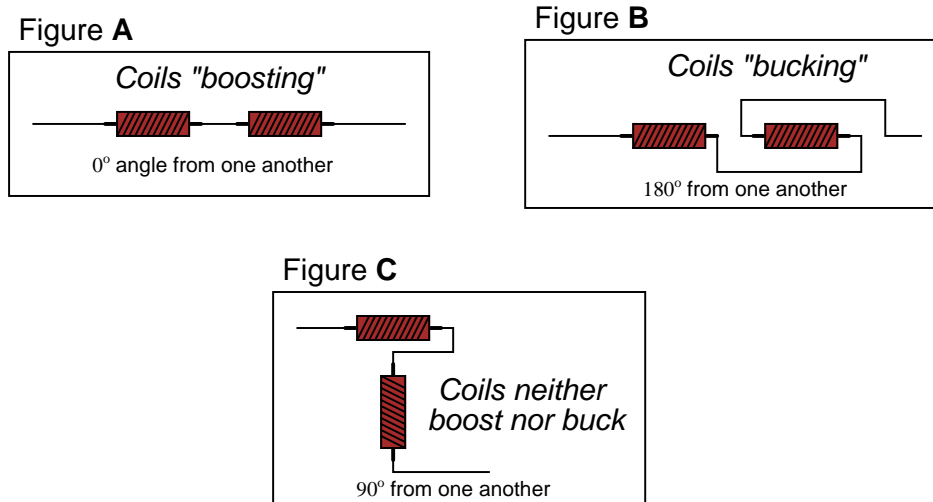 Figure A
Coils "boosting"
0° angle from one another
Figure B
Coils "bucking"
180° from one another
Figure C
Coils neither
boost nor buck
90° from one another